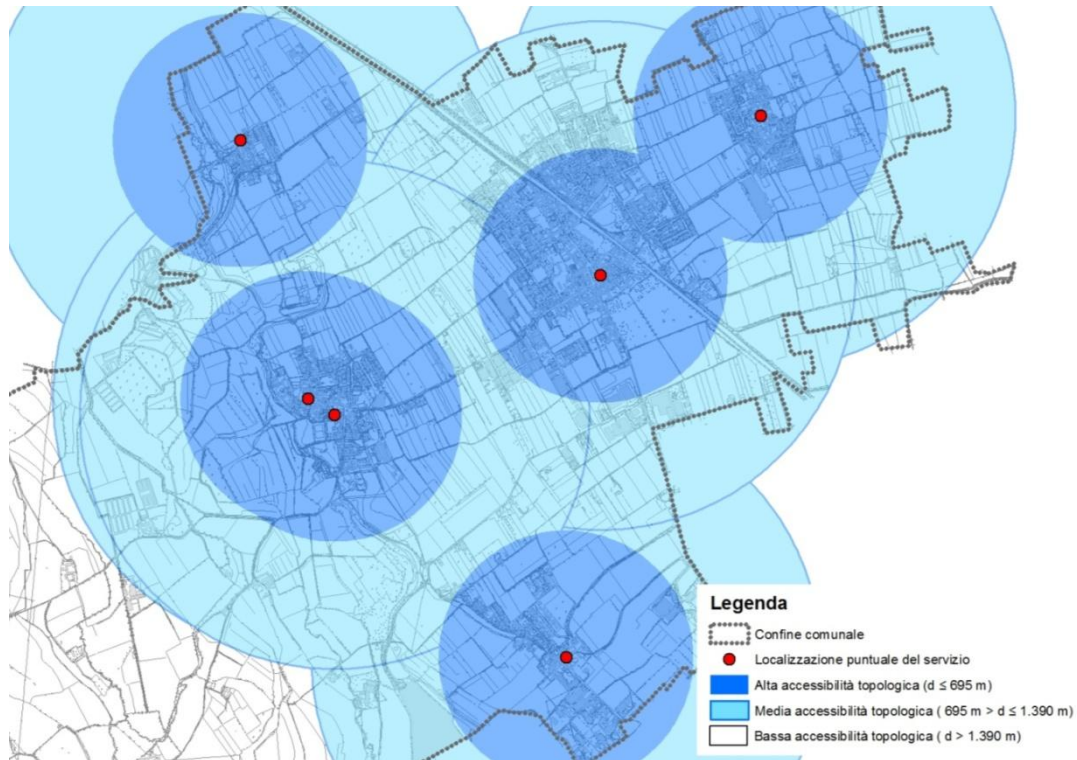 Legenda
Confine comunale
Localizzazione puntuale del servizio
Alta accessibilità topologica (d ≤ 695 m)
Media accessibilità topologica ( 695 m > d ≤ 1.390 m)
Bassa accessibilità topologica ( d > 1.390 m)